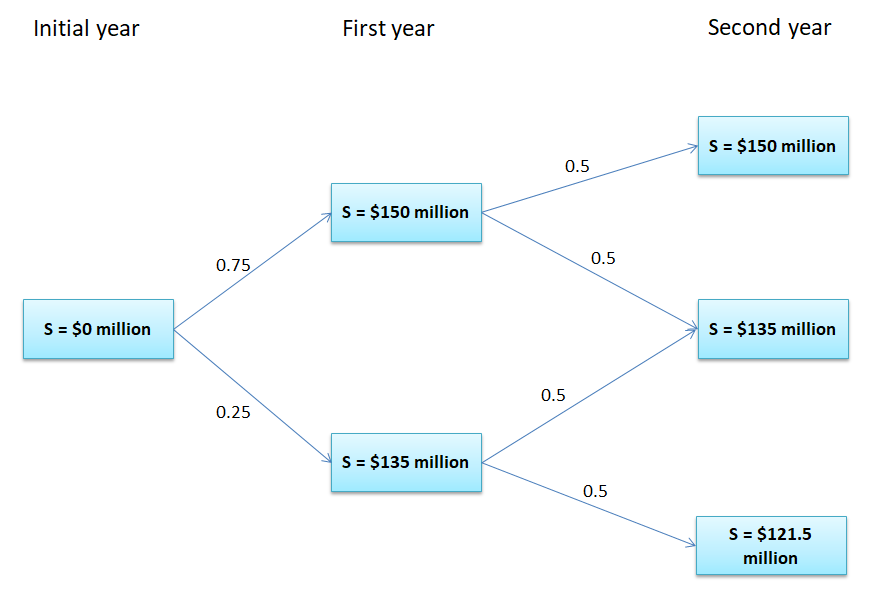 Initial year
First year
Second year
S = $150 million
0.5
S = $150 million
0.5
0.75
S = $0 million
S = $135 million
0.5
0.25
S = $135 million
0.5
S = $121.5
million